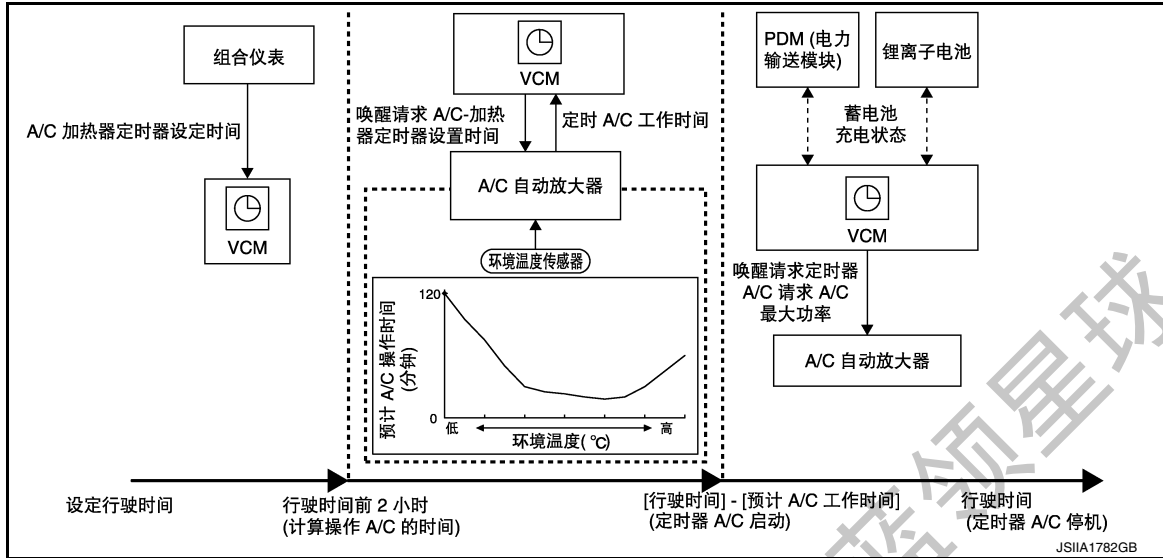 组合仪表
A/C 加热器定时器设定时间
VCM
VCM
唤醒请求 A/C-加热
器定时器设置时间
定时 A/C 工作时间
A/C 自动放大器
环境温度传感器
预计 A/C 操作时间
(分钟)
120
0
低
高
环境温度( °C)
PDM (电力
输送模块)
锂离子电池
蓄电池
充电状态
VCM
唤醒请求定时器
A/C 请求 A/C
最大功率
A/C 自动放大器
设定行驶时间
行驶时间前 2 小时
(计算操作 A/C 的时间)
[行驶时间] - [预计 A/C 工作时间]
(定时器 A/C 启动)
行驶时间
(定时器 A/C 停机)
JSIIA1782GB
蓝领星球